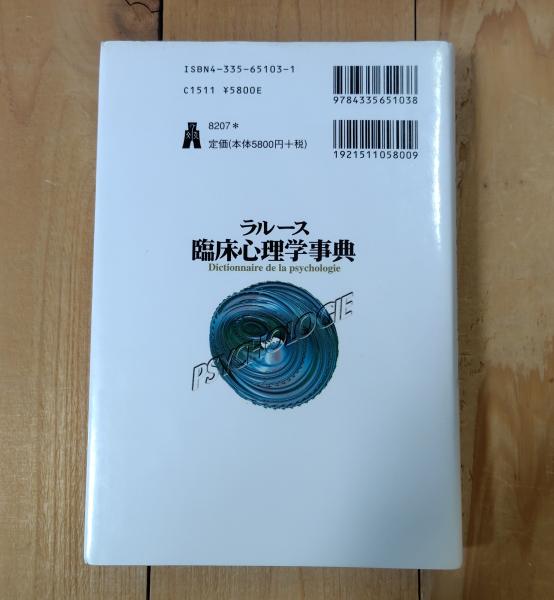 ISBN4-335-65103-1
C1511 ¥5800E
9784335651038
8207*
定価(本体5800円+税)
1921511058009
ラルース
臨床心理学事典
Dictionnaire de la psychologie
PSYCHOLOGIE